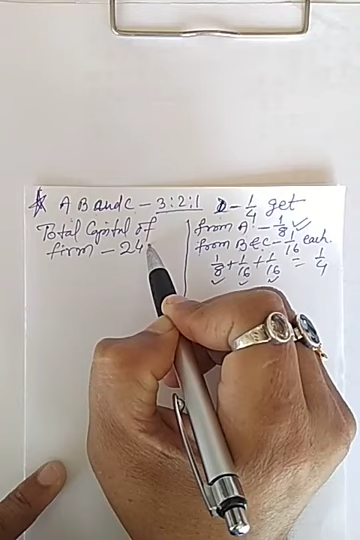 * A B and C - 3:2:1 D - 1/4 get
Total Capital of
firm - 24
from A - 1/8 ✓
from B & C - 1/16 each.
1/8 + 1/16 + 1/16 = 1/4